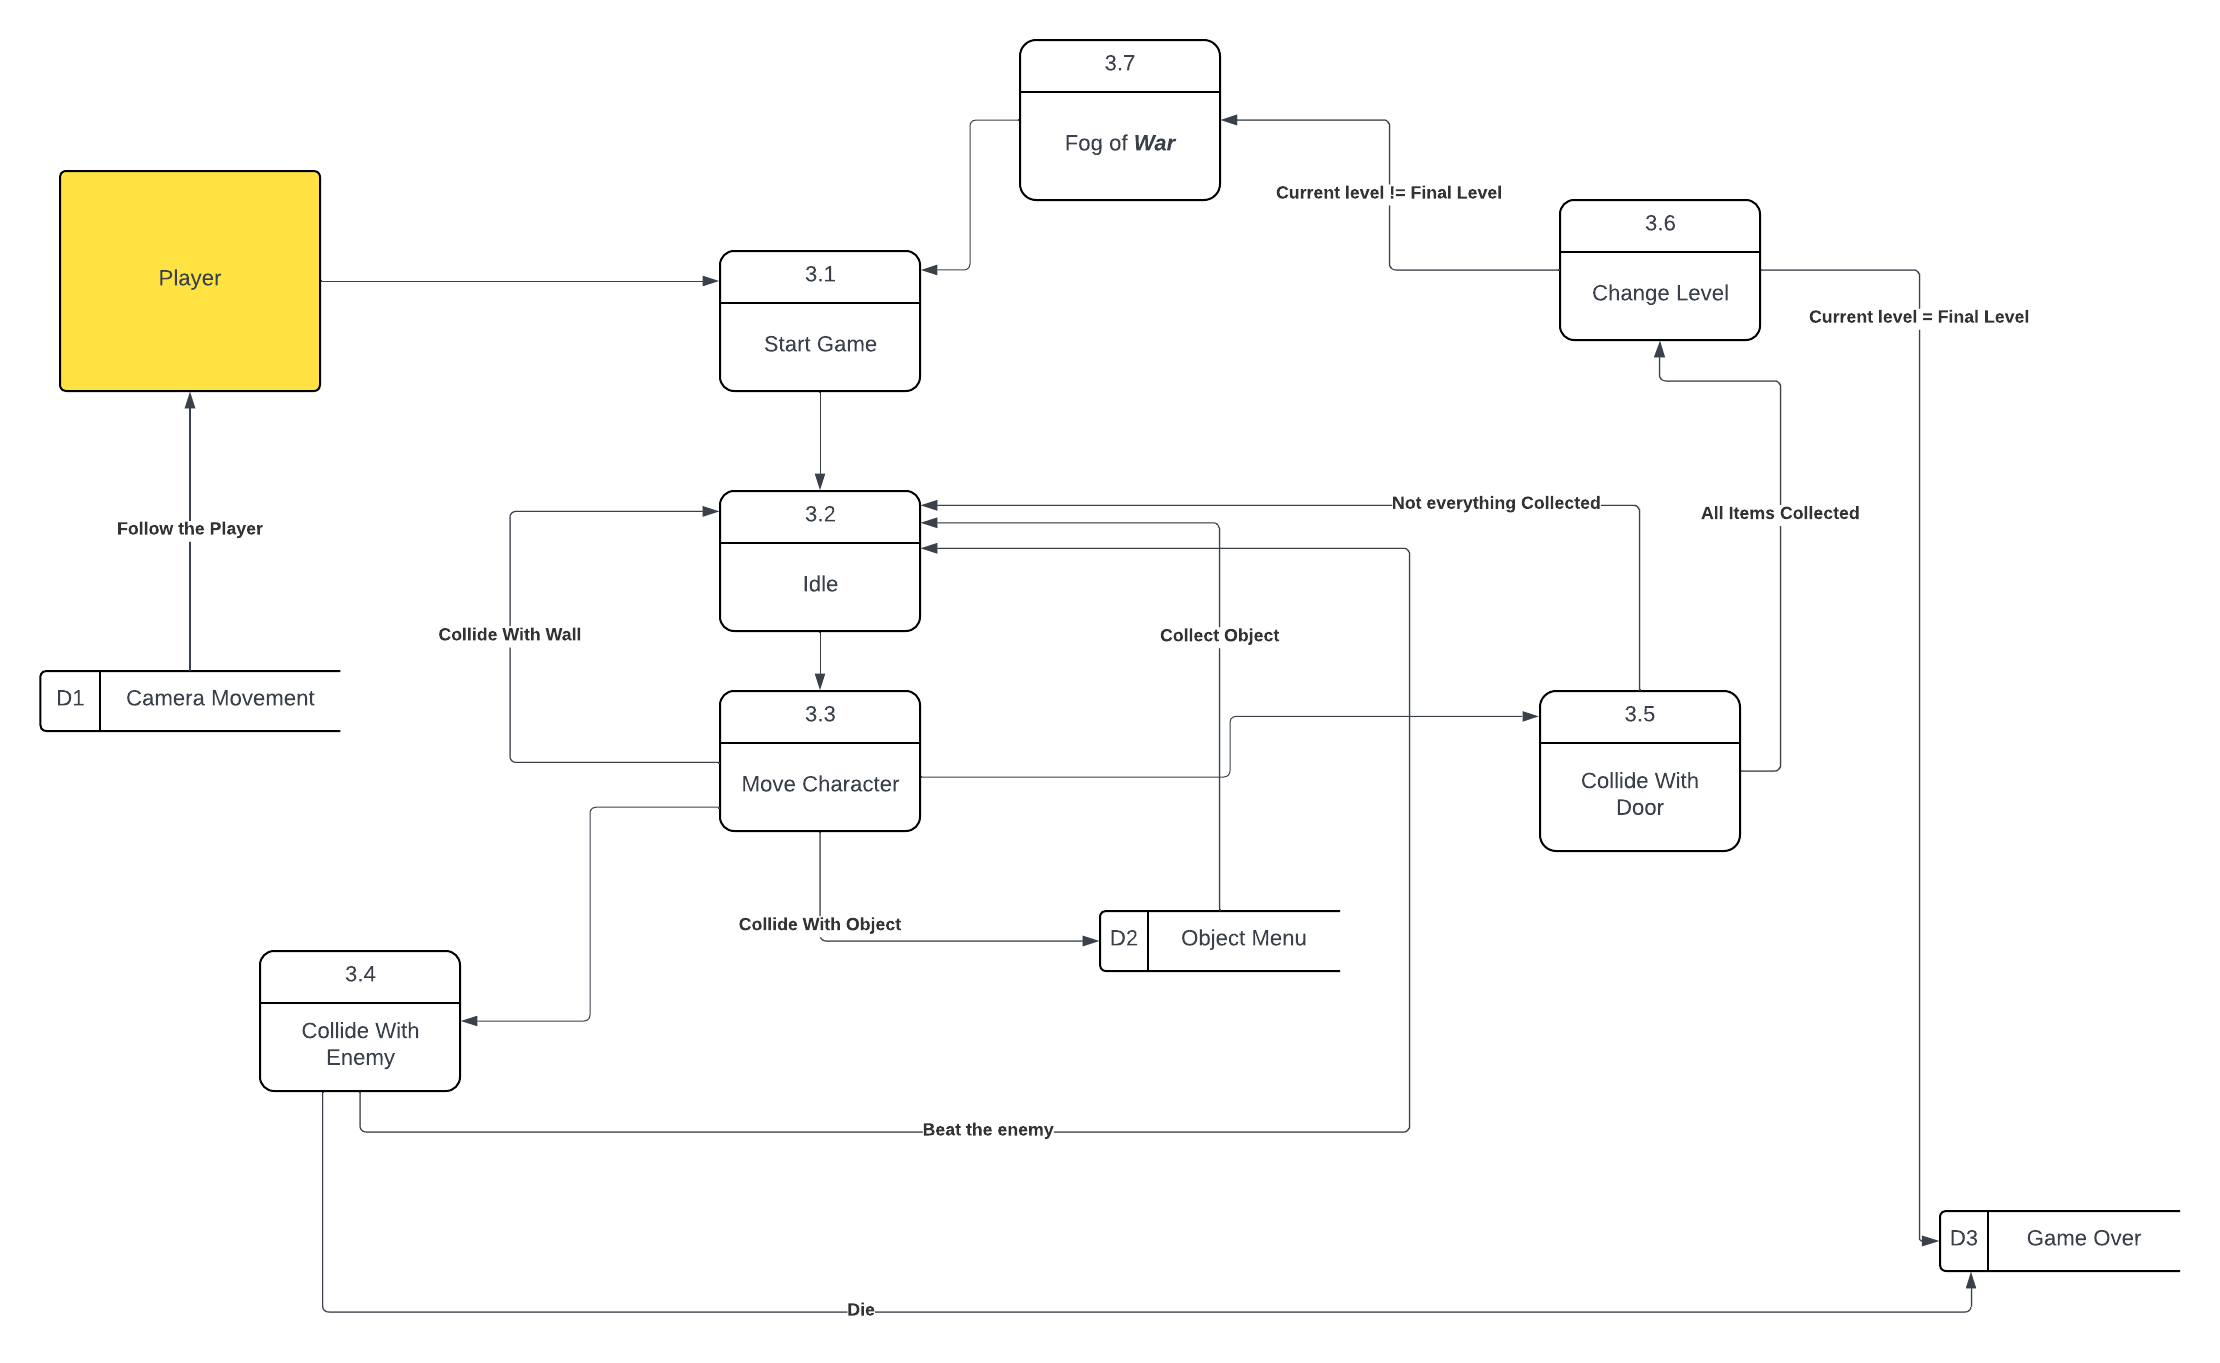 3.7
Fog of War
Current level != Final Level
3.6
Change Level
Player
3.1
Start Game
Current level = Final Level
Not everything Collected
All Items Collected
3.2
Idle
Follow the Player
Collide With Wall
Collect Object
D1
Camera Movement
3.3
Move Character
3.5
Collide With
Door
Collide With Object
D2
Object Menu
3.4
Collide With
Enemy
Beat the enemy
D3
Game Over
Die